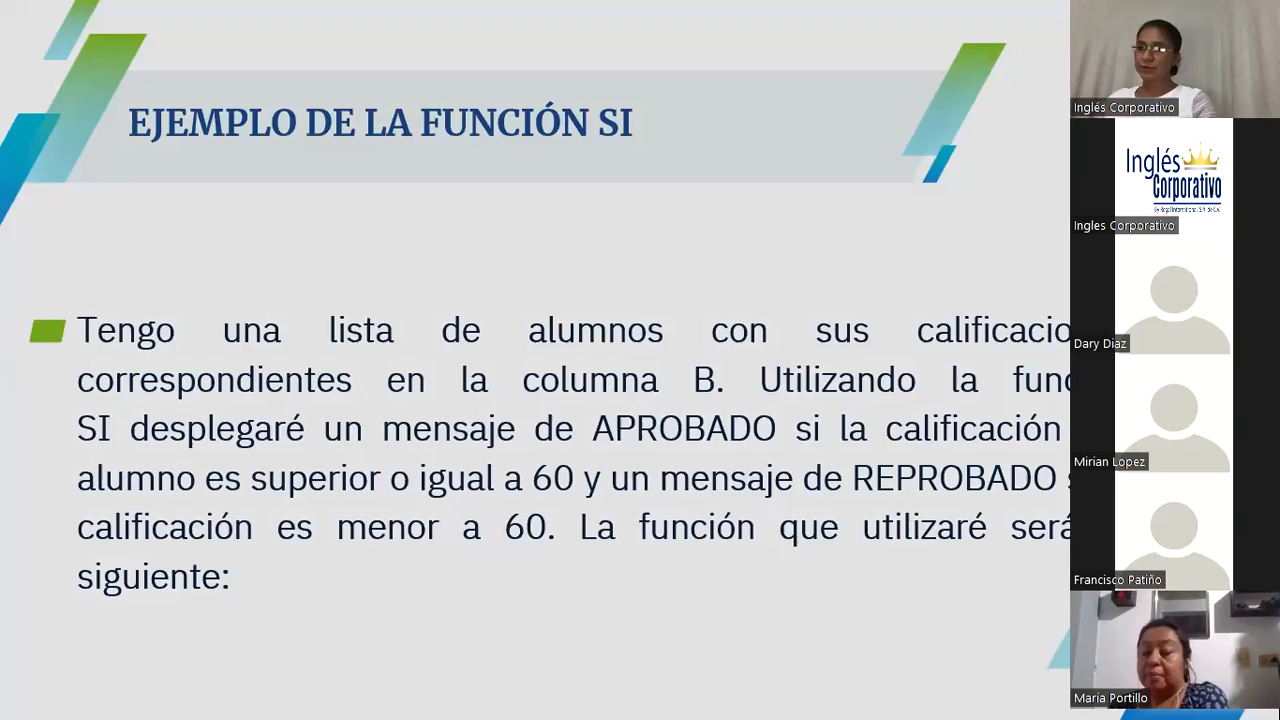 EJEMPLO DE LA FUNCIÓN SI
Tengo una lista de alumnos con sus
correspondientes en la columna B. Utilizando la
SI desplegaré un mensaje de APROBADO si la calificación
alumno es superior o igual a 60 y un mensaje de REPROBADO
calificación es menor a 60. La función que utilizaré será
siguiente:
Inglés Corporativo
Inglés
Corporativo
Ingles Corporativo
Dary Diaz
Mirian Lopez
Francisco Patiño
Maria Portillo